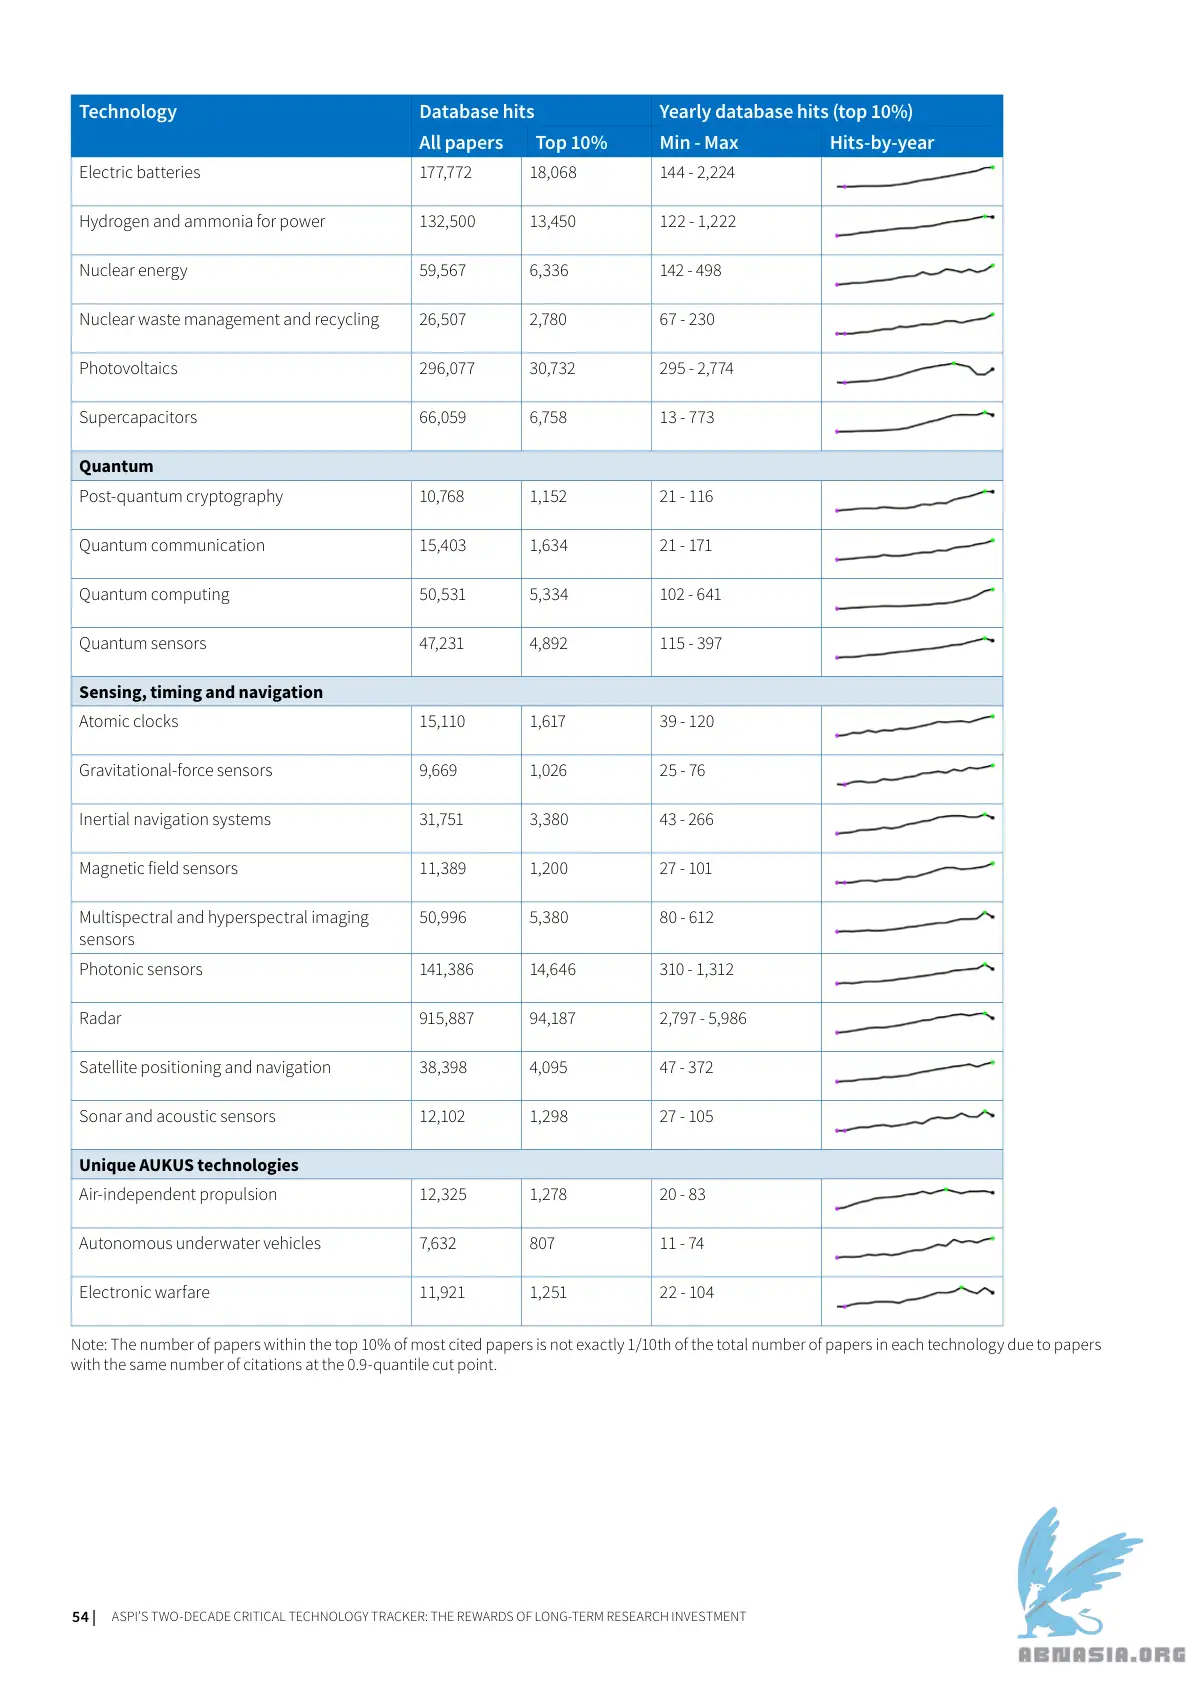 Technology Database hits Yearly database hits (top 10%)
All papers Top 10% Min - Max Hits-by-year
Electric batteries 177,772 18,068 144 - 2,224
Hydrogen and ammonia for power 132,500 13,450 122 - 1,222
Nuclear energy 59,567 6,336 142 - 498
Nuclear waste management and recycling 26,507 2,780 67 - 230
Photovoltaics 296,077 30,732 295 - 2,774
Supercapacitors 66,059 6,758 13 - 773
Quantum
Post-quantum cryptography 10,768 1,152 21 - 116
Quantum communication 15,403 1,634 21 - 171
Quantum computing 50,531 5,334 102 - 641
Quantum sensors 47,231 4,892 115 - 397
Sensing, timing and navigation
Atomic clocks 15,110 1,617 39 - 120
Gravitational-force sensors 9,669 1,026 25 - 76
Inertial navigation systems 31,751 3,380 43 - 266
Magnetic field sensors 11,389 1,200 27 - 101
Multispectral and hyperspectral imaging 50,996 5,380 80 - 612
sensors
Photonic sensors 141,386 14,646 310 - 1,312
Radar 915,887 94,187 2,797 - 5,986
Satellite positioning and navigation 38,398 4,095 47 - 372
Sonar and acoustic sensors 12,102 1,298 27 - 105
Unique AUKUS technologies
Air-independent propulsion 12,325 1,278 20 - 83
Autonomous underwater vehicles 7,632 807 11 - 74
Electronic warfare 11,921 1,251 22 - 104
Note: The number of papers within the top 10% of most cited papers is not exactly 1/10th of the total number of papers in each technology due to papers
with the same number of citations at the 0.9-quantile cut point.
54 | ASPI'S TWO-DECADE CRITICAL TECHNOLOGY TRACKER: THE REWARDS OF LONG-TERM RESEARCH INVESTMENT
ABNASIA.ORG